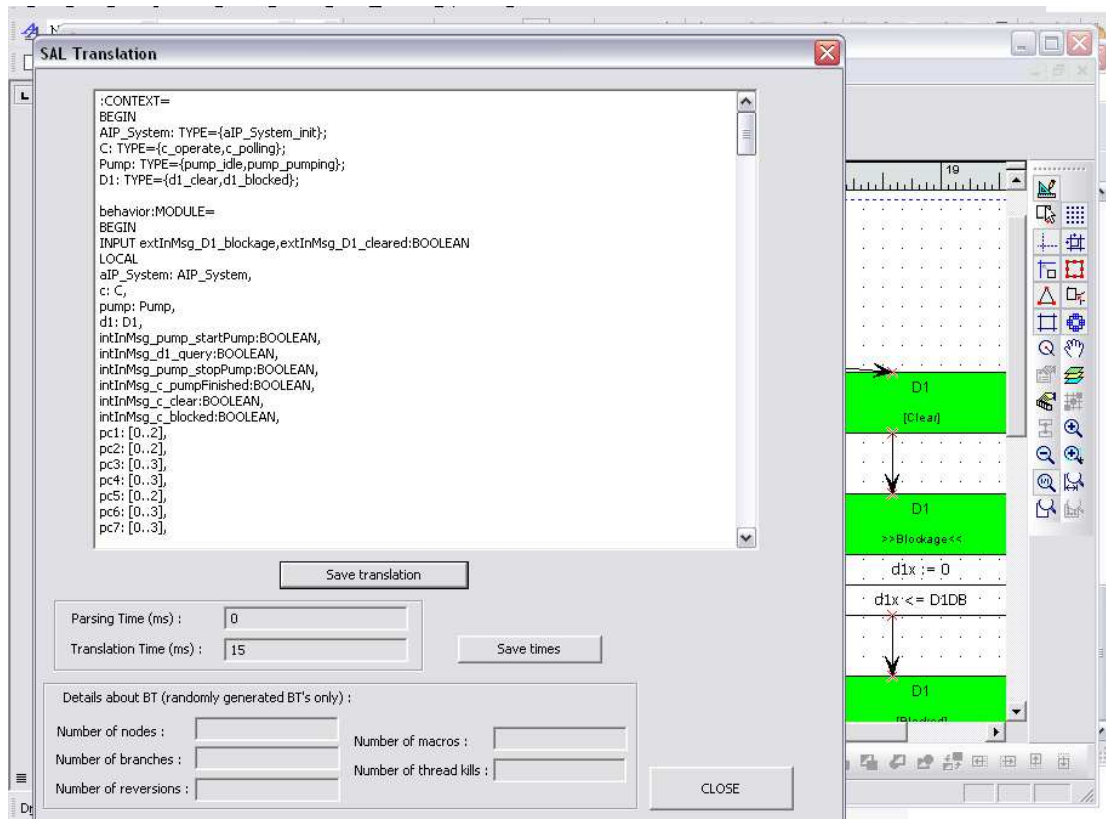 SAL Translation
:CONTEXT=
BEGIN
AIP_System: TYPE={aIP_System_init};
C: TYPE={c_operate,c_polling};
Pump: TYPE={pump_idle,pump_pumping};
D1: TYPE={d1_clear,d1_blocked};
behavior:MODULE=
BEGIN
INPUT extInMsg_D1_blockage,extInMsg_D1_cleared:BOOLEAN
LOCAL
aIP_System: AIP_System,
c: C,
pump: Pump,
d1: D1,
intInMsg_pump_startPump:BOOLEAN,
intInMsg_d1_query:BOOLEAN,
intInMsg_pump_stopPump:BOOLEAN,
intInMsg_c_pumpFinished:BOOLEAN,
intInMsg_c_clear:BOOLEAN,
intInMsg_c_blocked:BOOLEAN,
pc1: [0..2],
pc2: [0..2],
pc3: [0..3],
pc4: [0..3],
pc5: [0..2],
pc6: [0..3],
pc7: [0..3],
Save translation
Parsing Time (ms) : 0
Translation Time (ms) : 15
Save times
Details about BT (randomly generated BT's only) :
Number of nodes :
Number of branches :
Number of reversions :
Number of macros :
Number of thread kills :
CLOSE
19
D1
[Clear]
D1
>>Blockage<<
d1x := 0
d1x <= D1DB
D1
[Blocked]